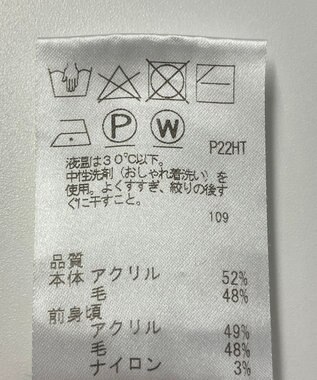 P W P22HT
液温は30℃以下。
中性洗剤(おしゃれ着洗い)を
使用。よくすすぎ、絞りの後す
ぐに干すこと。
109
品質
本体 アクリル 52%
毛 48%
前身頃
アクリル 49%
毛 48%
ナイロン 3%